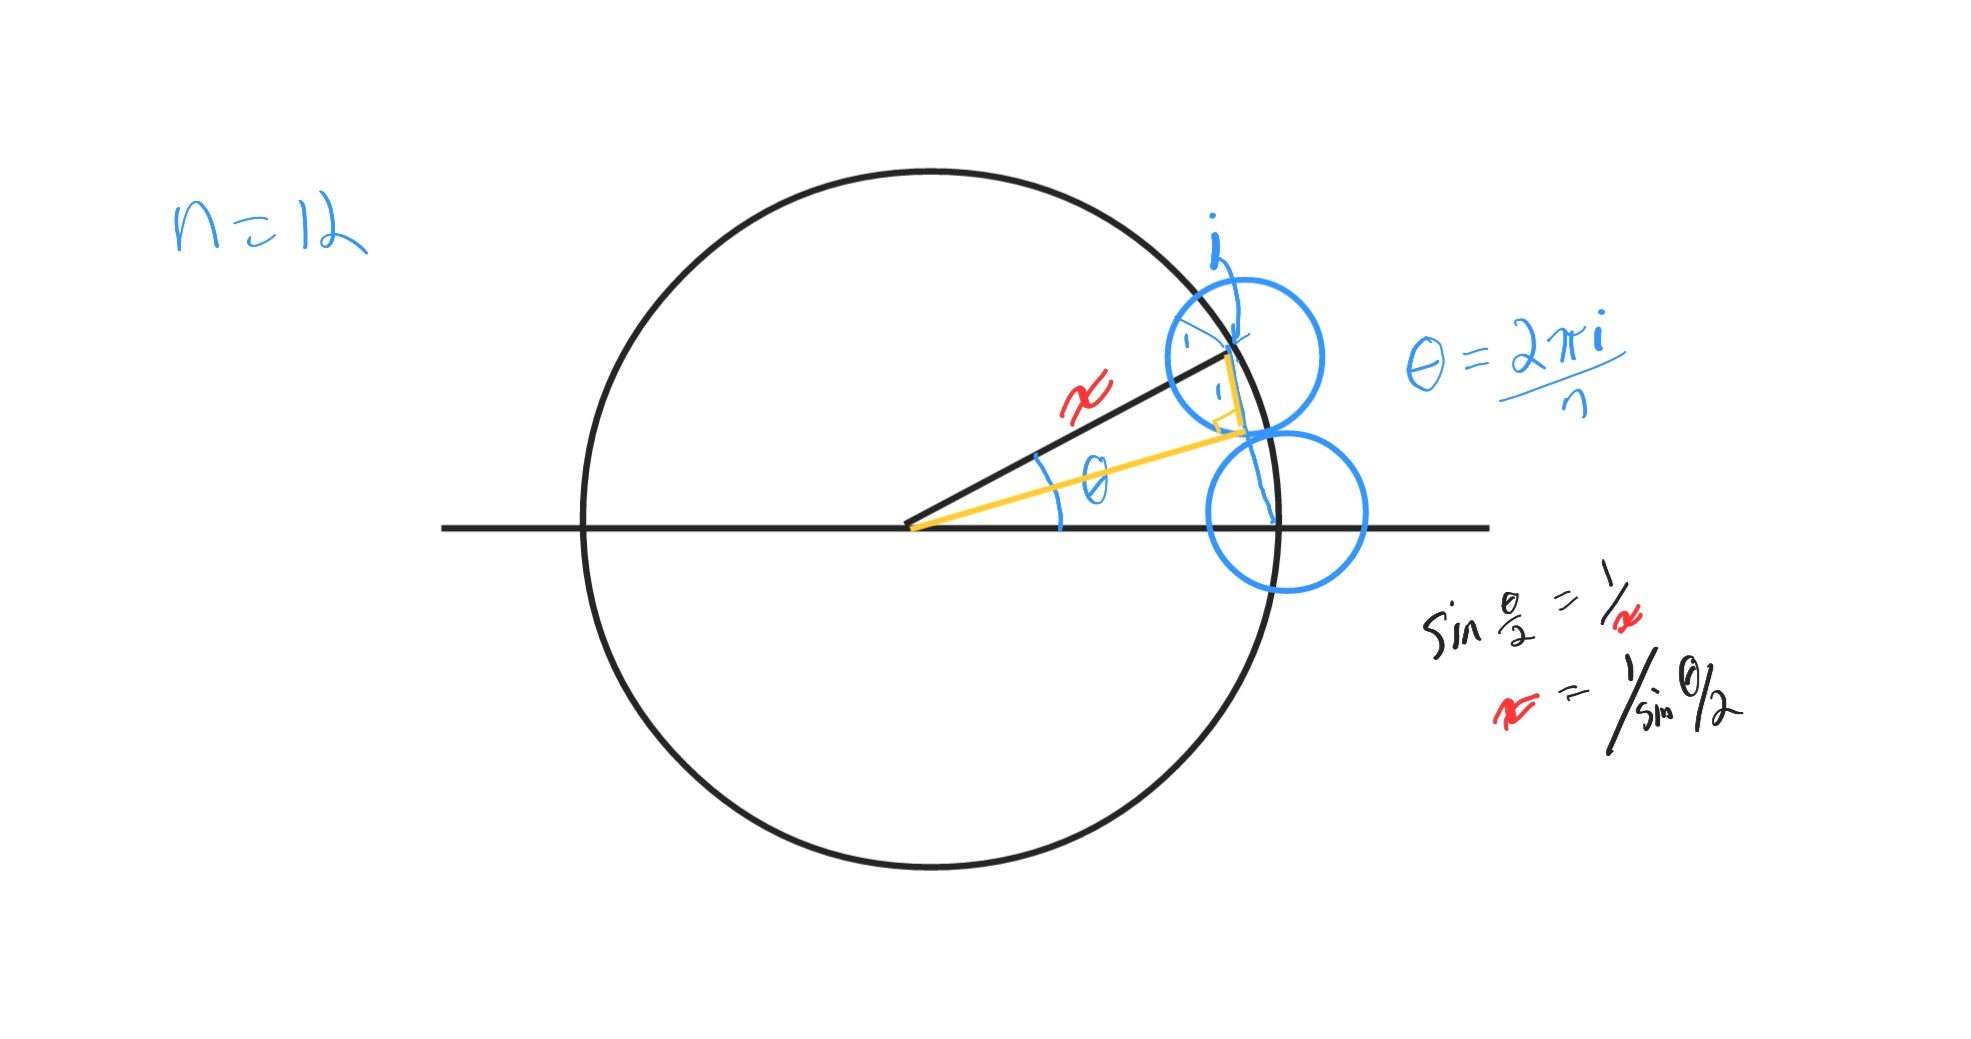 n=12
i
θ = 2πi/n
1
x
1
θ
sin θ/2 = 1/x
x = 1/sin θ/2